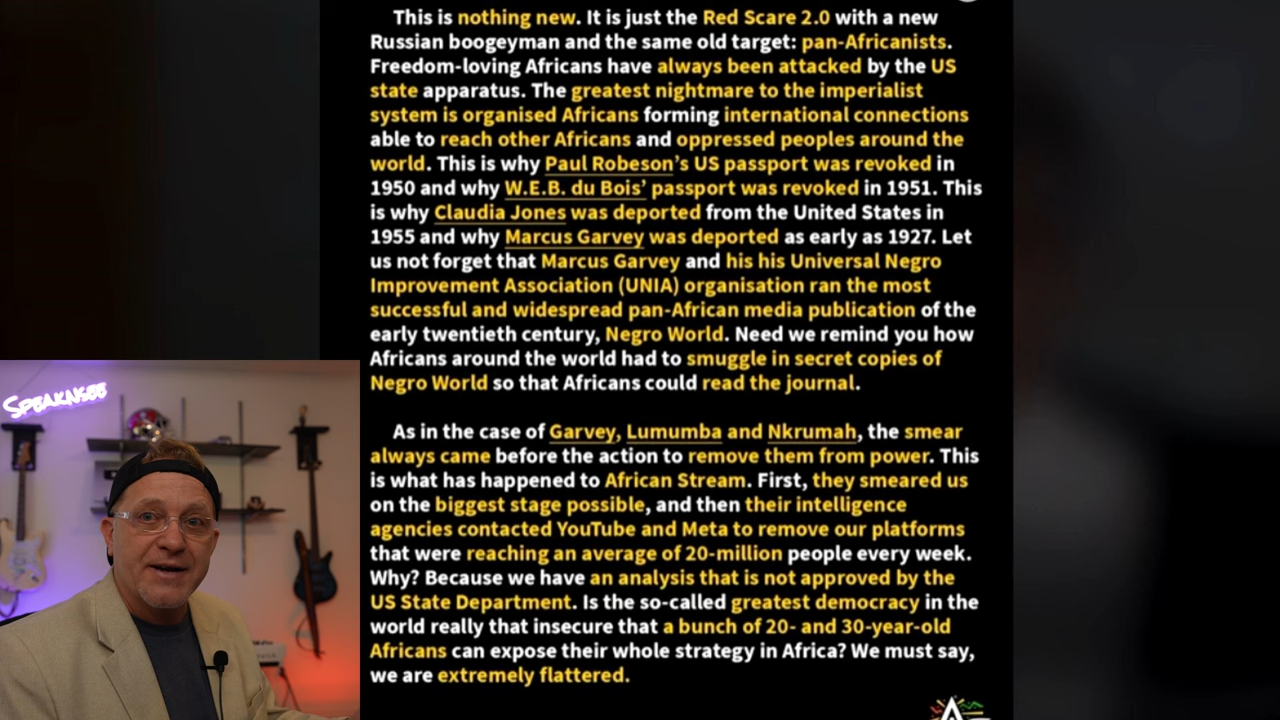 This is nothing new. It is just the Red Scare 2.0 with a new
Russian boogeyman and the same old target: pan-Africanists.
Freedom-loving Africans have always been attacked by the US
state apparatus. The greatest nightmare to the imperialist
system is organised Africans forming international connections
able to reach other Africans and oppressed peoples around the
world. This is why Paul Robeson's US passport was revoked in
1950 and why W.E.B. du Bois' passport was revoked in 1951. This
is why Claudia Jones was deported from the United States in
1955 and why Marcus Garvey was deported as early as 1927. Let
us not forget that Marcus Garvey and his his Universal Negro
Improvement Association (UNIA) organisation ran the most
successful and widespread pan-African media publication of the
early twentieth century, Negro World. Need we remind you how
Africans around the world had to smuggle in secret copies of
Negro World so that Africans could read the journal.
As in the case of Garvey, Lumumba and Nkrumah, the smear
always came before the action to remove them from power. This
is what has happened to African Stream. First, they smeared us
on the biggest stage possible, and then their intelligence
agencies contacted YouTube and Meta to remove our platforms
that were reaching an average of 20-million people every week.
Why? Because we have an analysis that is not approved by the
US State Department. Is the so-called greatest democracy in the
world really that insecure that a bunch of 20- and 30-year-old
Africans can expose their whole strategy in Africa? We must say,
we are extremely flattered.
SPEAKNSEE